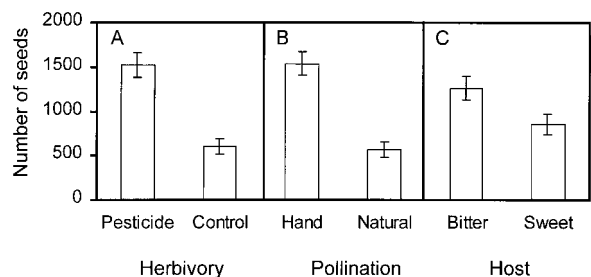 Number of seeds
2000
1500
1000
500
0
A
B
C
Pesticide Control Hand Natural Bitter Sweet
Herbivory Pollination Host